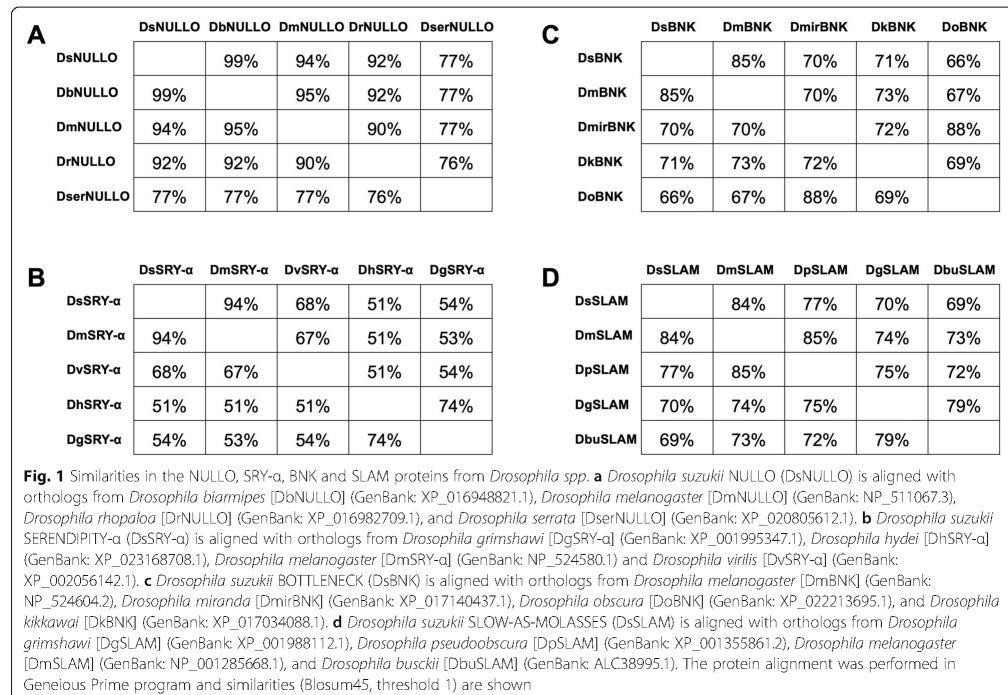 A
DsNULLO DbNULLO DmNULLO DrNULLO DserNULLO
DsNULLO 99% 94% 92% 77%
DbNULLO 99% 95% 92% 77%
DmNULLO 94% 95% 90% 77%
DrNULLO 92% 92% 90% 76%
DserNULLO 77% 77% 77% 76%
C
DsBNK DmBNK DmirBNK DkBNK DoBNK
DsBNK 85% 70% 71% 66%
DmBNK 85% 70% 73% 67%
DmirBNK 70% 70% 72% 88%
DkBNK 71% 73% 72% 69%
DoBNK 66% 67% 88% 69%
B
DsSRY-α DmSRY-α DvSRY-α DhSRY-α DgSRY-α
DsSRY-α 94% 68% 51% 54%
DmSRY-α 94% 67% 51% 53%
DvSRY-α 68% 67% 51% 54%
DhSRY-α 51% 51% 51% 74%
DgSRY-α 54% 53% 54% 74%
D
DsSLAM DmSLAM DpSLAM DgSLAM DbuSLAM
DsSLAM 84% 77% 70% 69%
DmSLAM 84% 85% 74% 73%
DpSLAM 77% 85% 75% 72%
DgSLAM 70% 74% 75% 79%
DbuSLAM 69% 73% 72% 79%
Fig. 1 Similarities in the NULLO, SRY-α, BNK and SLAM proteins from Drosophila spp. a Drosophila suzukii NULLO (DsNULLO) is aligned with
orthologs from Drosophila biarmipes [DbNULLO] (GenBank: XP_016948821.1), Drosophila melanogaster [DmNULLO] (GenBank: NP_511067.3),
Drosophila rhopaloa [DrNULLO] (GenBank: XP_016982709.1), and Drosophila serrata [DserNULLO] (GenBank: XP_020805612.1). b Drosophila suzukii
SERENDIPITY-α (DsSRY-α) is aligned with orthologs from Drosophila grimshawi [DgSRY-α] (GenBank: XP_001995347.1), Drosophila hydei [DhSRY-α]
(GenBank: XP_023168708.1), Drosophila melanogaster [DmSRY-α] (GenBank: NP_524580.1) and Drosophila virilis [DvSRY-α] (GenBank:
XP_002056142.1). c Drosophila suzukii BOTTLENECK (DsBNK) is aligned with orthologs from Drosophila melanogaster [DmBNK] (GenBank:
NP_524604.2), Drosophila miranda [DmirBNK] (GenBank: XP_017140437.1), Drosophila obscura [DoBNK] (GenBank: XP_022213695.1), and Drosophila
kikkawai [DkBNK] (GenBank: XP_017034088.1). d Drosophila suzukii SLOW-AS-MOLASSES (DsSLAM) is aligned with orthologs from Drosophila
grimshawi [DgSLAM] (GenBank: XP_001988112.1), Drosophila pseudoobscura [DpSLAM] (GenBank: XP_001355861.2), Drosophila melanogaster
[DmSLAM] (GenBank: NP_001285668.1), and Drosophila busckii [DbuSLAM] (GenBank: ALC38995.1). The protein alignment was performed in
Geneious Prime program and similarities (Blosum45, threshold 1) are shown